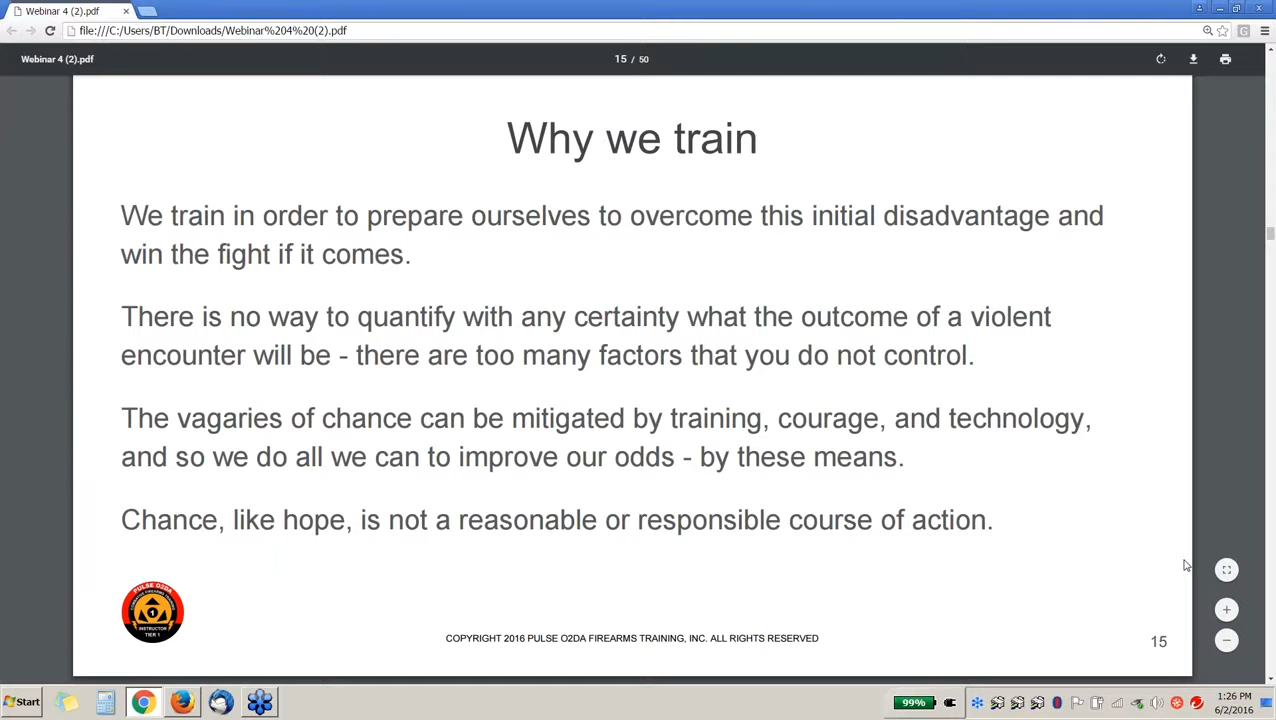 Webinar 4 (2).pdf
file:///C:/Users/BT/Downloads/Webinar%204%20(2).pdf
Webinar 4 (2).pdf
15 / 50
Why we train
We train in order to prepare ourselves to overcome this initial disadvantage and
win the fight if it comes.
There is no way to quantify with any certainty what the outcome of a violent
encounter will be - there are too many factors that you do not control.
The vagaries of chance can be mitigated by training, courage, and technology,
and so we do all we can to improve our odds - by these means.
Chance, like hope, is not a reasonable or responsible course of action.
PULSE O2DA
INSTRUCTOR
TIER 1
1
COPYRIGHT 2016 PULSE O2DA FIREARMS TRAINING, INC. ALL RIGHTS RESERVED
15
Start
99%
1:26 PM
6/2/2016